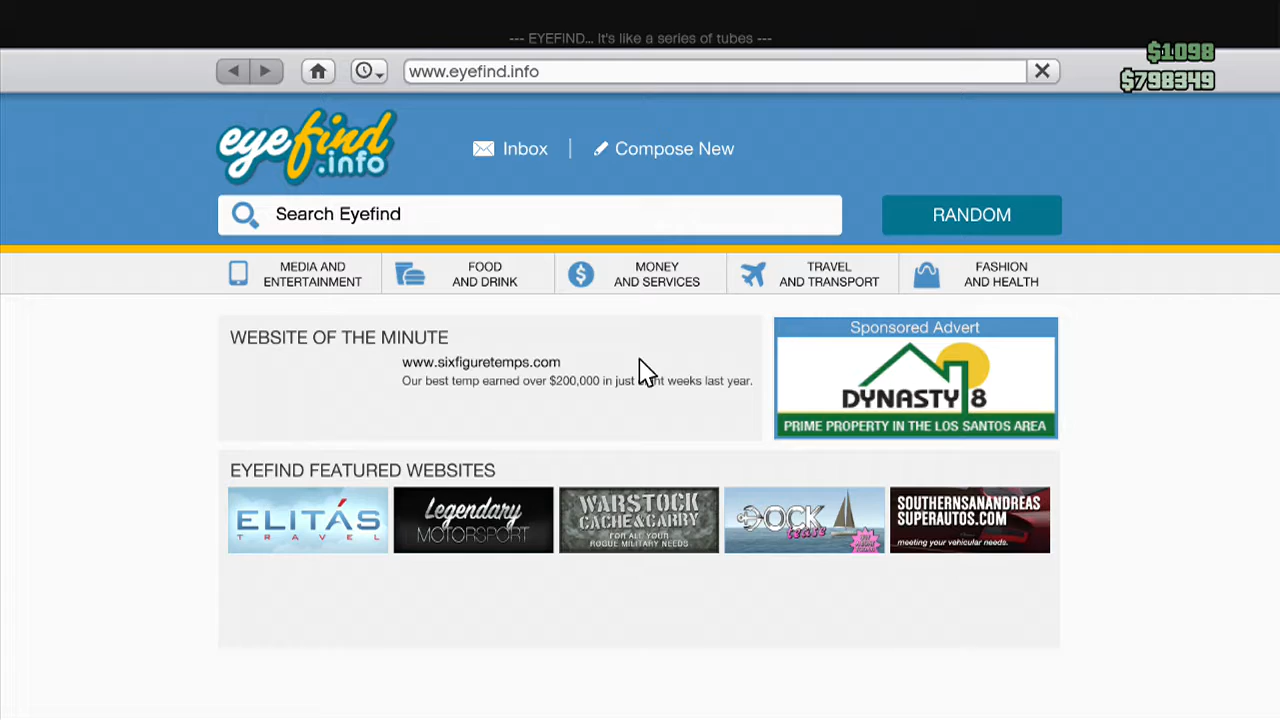 --- EYEFIND... It's like a series of tubes ---
$1098
www.eyefind.info
$798349
eyefind
.info
Inbox
Compose New
Search Eyefind
RANDOM
MEDIA AND
ENTERTAINMENT
FOOD
AND DRINK
MONEY
AND SERVICES
TRAVEL
AND TRANSPORT
FASHION
AND HEALTH
WEBSITE OF THE MINUTE
www.sixfiguretemps.com
Our best temp earned over $200,000 in just weeks last year.
Sponsored Advert
DYNASTY 8
PRIME PROPERTY IN THE LOS SANTOS AREA
EYEFIND FEATURED WEBSITES
ELITÁS
TRAVEL
Legendary
MOTORSPORT
WARSTOCK
CACHE&CARRY
FOR ALL YOUR
ROGUE MILITARY NEEDS
DOCK
tease
SOUTHERNSANANDREAS
SUPERAUTOS.COM
meeting your vehicular needs.